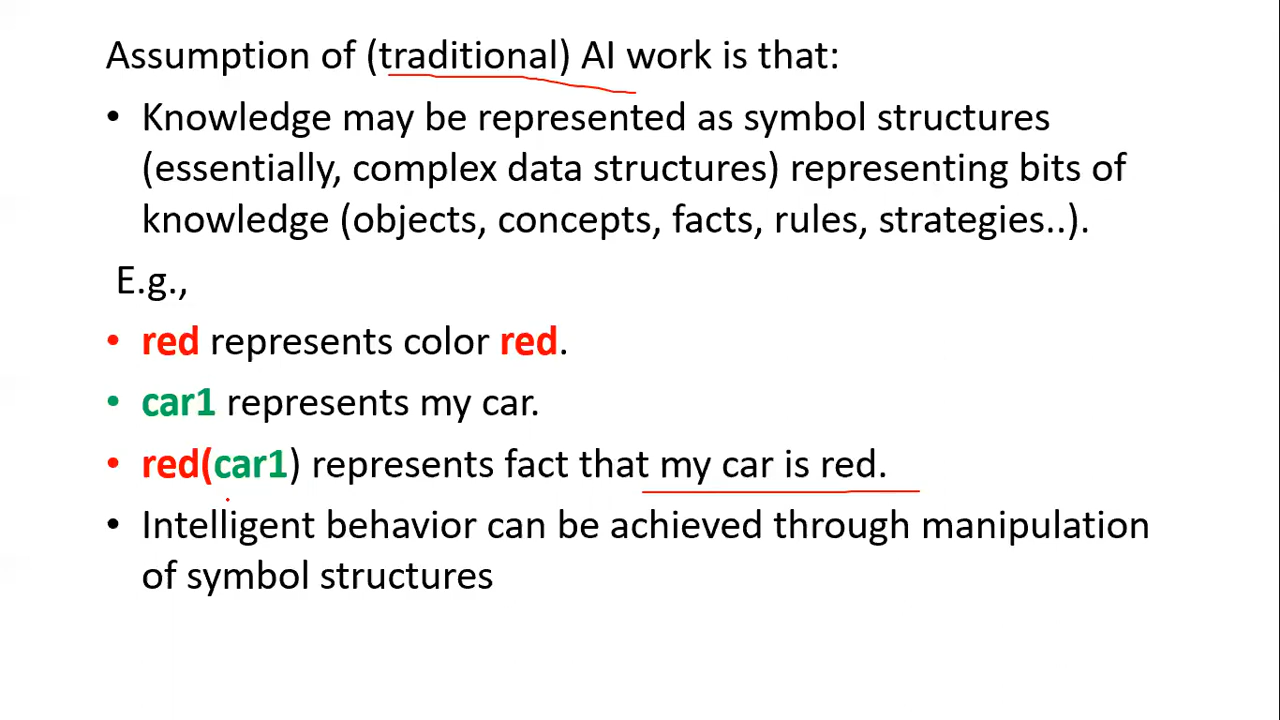 Assumption of (traditional) AI work is that:
• Knowledge may be represented as symbol structures
(essentially, complex data structures) representing bits of
knowledge (objects, concepts, facts, rules, strategies..).
E.g.,
• red represents color red.
• car1 represents my car.
• red(car1) represents fact that my car is red.
• Intelligent behavior can be achieved through manipulation
of symbol structures